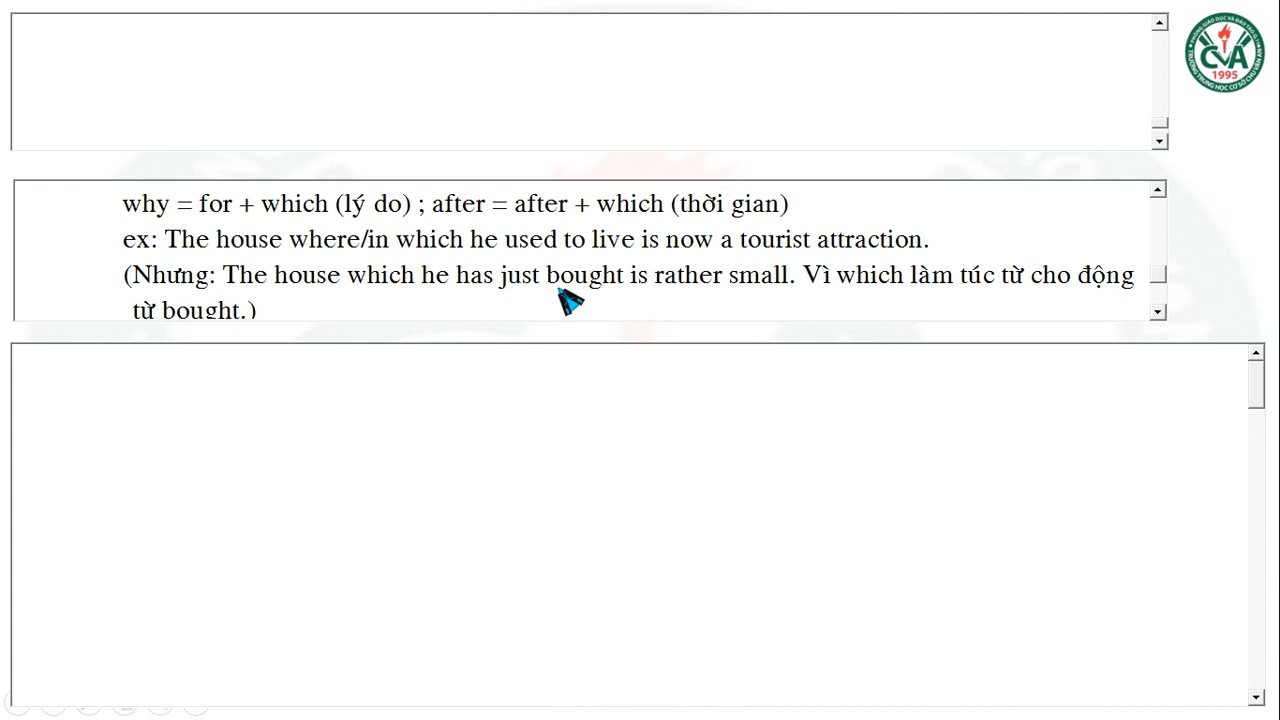 why = for + which (lý do) ; after = after + which (thời gian)
ex: The house where/in which he used to live is now a tourist attraction.
(Nhưng: The house which he has just bought is rather small. Vì which làm túc từ cho động
từ bought.)
CVA
1995